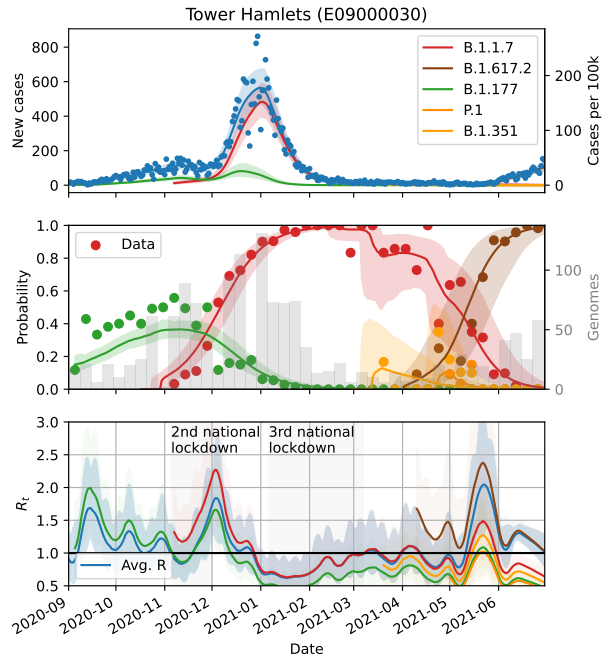 Tower Hamlets (E09000030)
800
600
400
200
0
New cases
B.1.1.7
B.1.617.2
B.1.177
P.1
B.1.351
200
100
0
Cases per 100k
1.0
0.8
0.6
0.4
0.2
0.0
Probability
Data
100
50
0
Genomes
3.0
2.5
2.0
1.5
1.0
0.5
Rt
2nd national
lockdown
3rd national
lockdown
Avg. R
2020-09
2020-10
2020-11
2020-12
2021-01
2021-02
2021-03
2021-04
2021-05
2021-06
Date